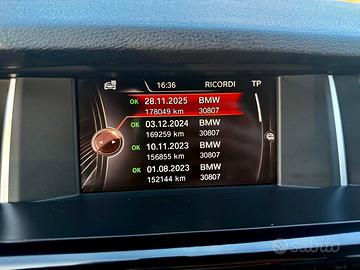 16:36 RICORDI TP
OK 28.11.2025 BMW
178049 km 30807
OK 03.12.2024 BMW
169259 km 30807
OK 10.11.2023 BMW
156855 km 30807
OK 01.08.2023 BMW
152144 km 30807
subito